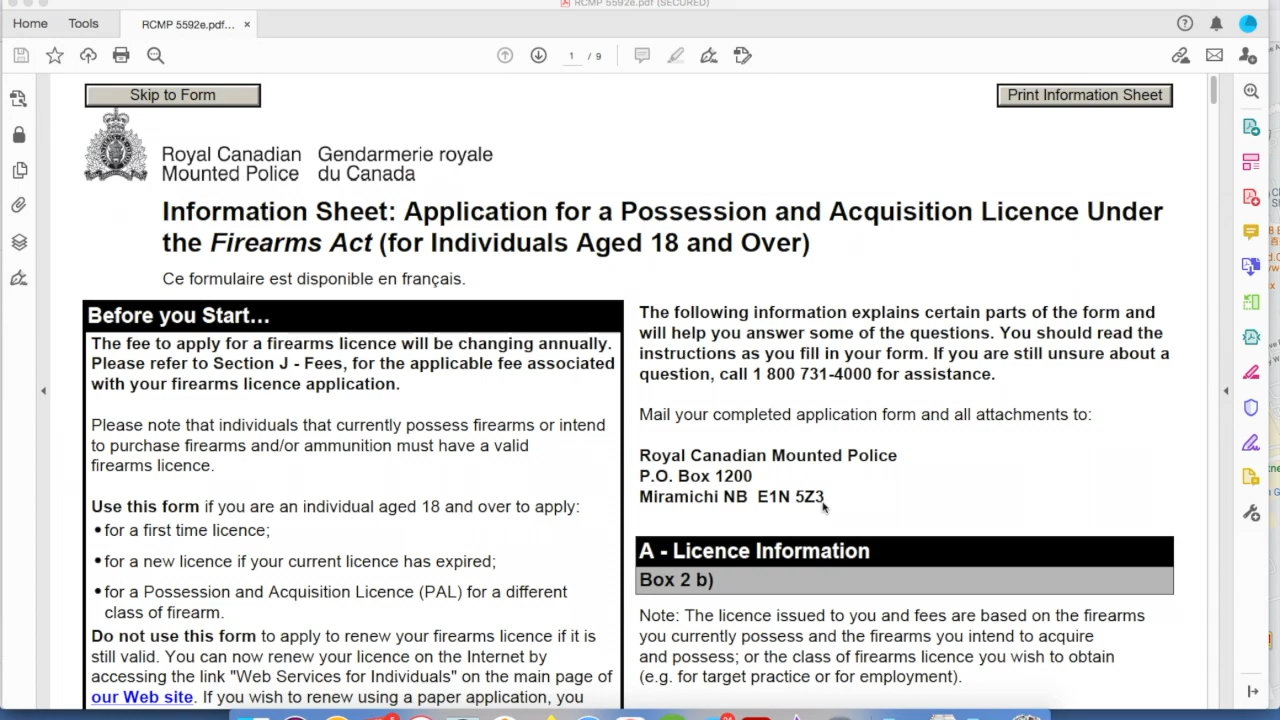 RCMP 5592e.pdf (SECURED)
Home
Tools
RCMP 5592e.pdf...
×
1
/ 9
Skip to Form
Print Information Sheet
Royal Canadian Gendarmerie royale
Mounted Police du Canada
Information Sheet: Application for a Possession and Acquisition Licence Under
the Firearms Act (for Individuals Aged 18 and Over)
Ce formulaire est disponible en français.
Before you Start…
The fee to apply for a firearms licence will be changing annually.
Please refer to Section J - Fees, for the applicable fee associated
with your firearms licence application.
Please note that individuals that currently possess firearms or intend
to purchase firearms and/or ammunition must have a valid
firearms licence.
Use this form if you are an individual aged 18 and over to apply:
• for a first time licence;
• for a new licence if your current licence has expired;
• for a Possession and Acquisition Licence (PAL) for a different
class of firearm.
Do not use this form to apply to renew your firearms licence if it is
still valid. You can now renew your licence on the Internet by
accessing the link "Web Services for Individuals" on the main page of
our Web site. If you wish to renew using a paper application, you
The following information explains certain parts of the form and
will help you answer some of the questions. You should read the
instructions as you fill in your form. If you are still unsure about a
question, call 1 800 731-4000 for assistance.
Mail your completed application form and all attachments to:
Royal Canadian Mounted Police
P.O. Box 1200
Miramichi NB E1N 5Z3
A - Licence Information
Box 2 b)
Note: The licence issued to you and fees are based on the firearms
you currently possess and the firearms you intend to acquire
and possess; or the class of firearms licence you wish to obtain
(e.g. for target practice or for employment).